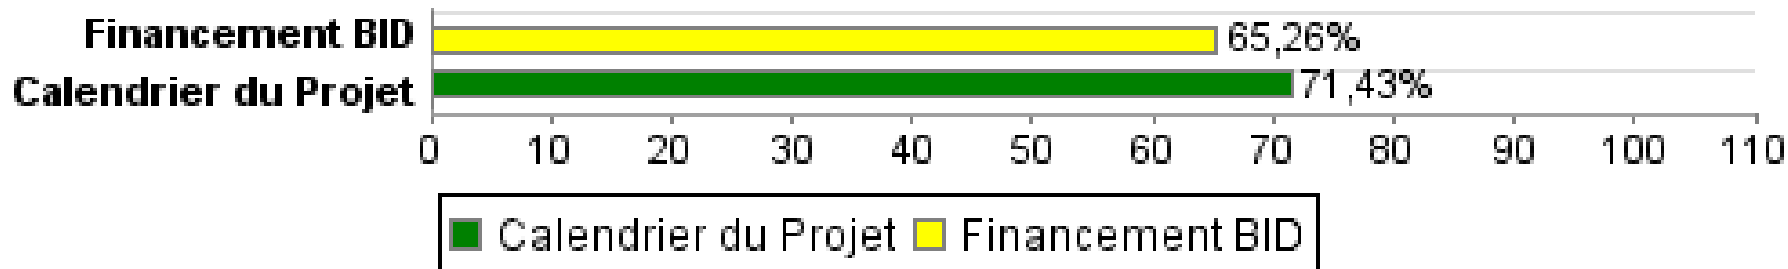 Financement BID 65,26%
Calendrier du Projet 71,43%
0 10 20 30 40 50 60 70 80 90 100 110
Calendrier du Projet Financement BID